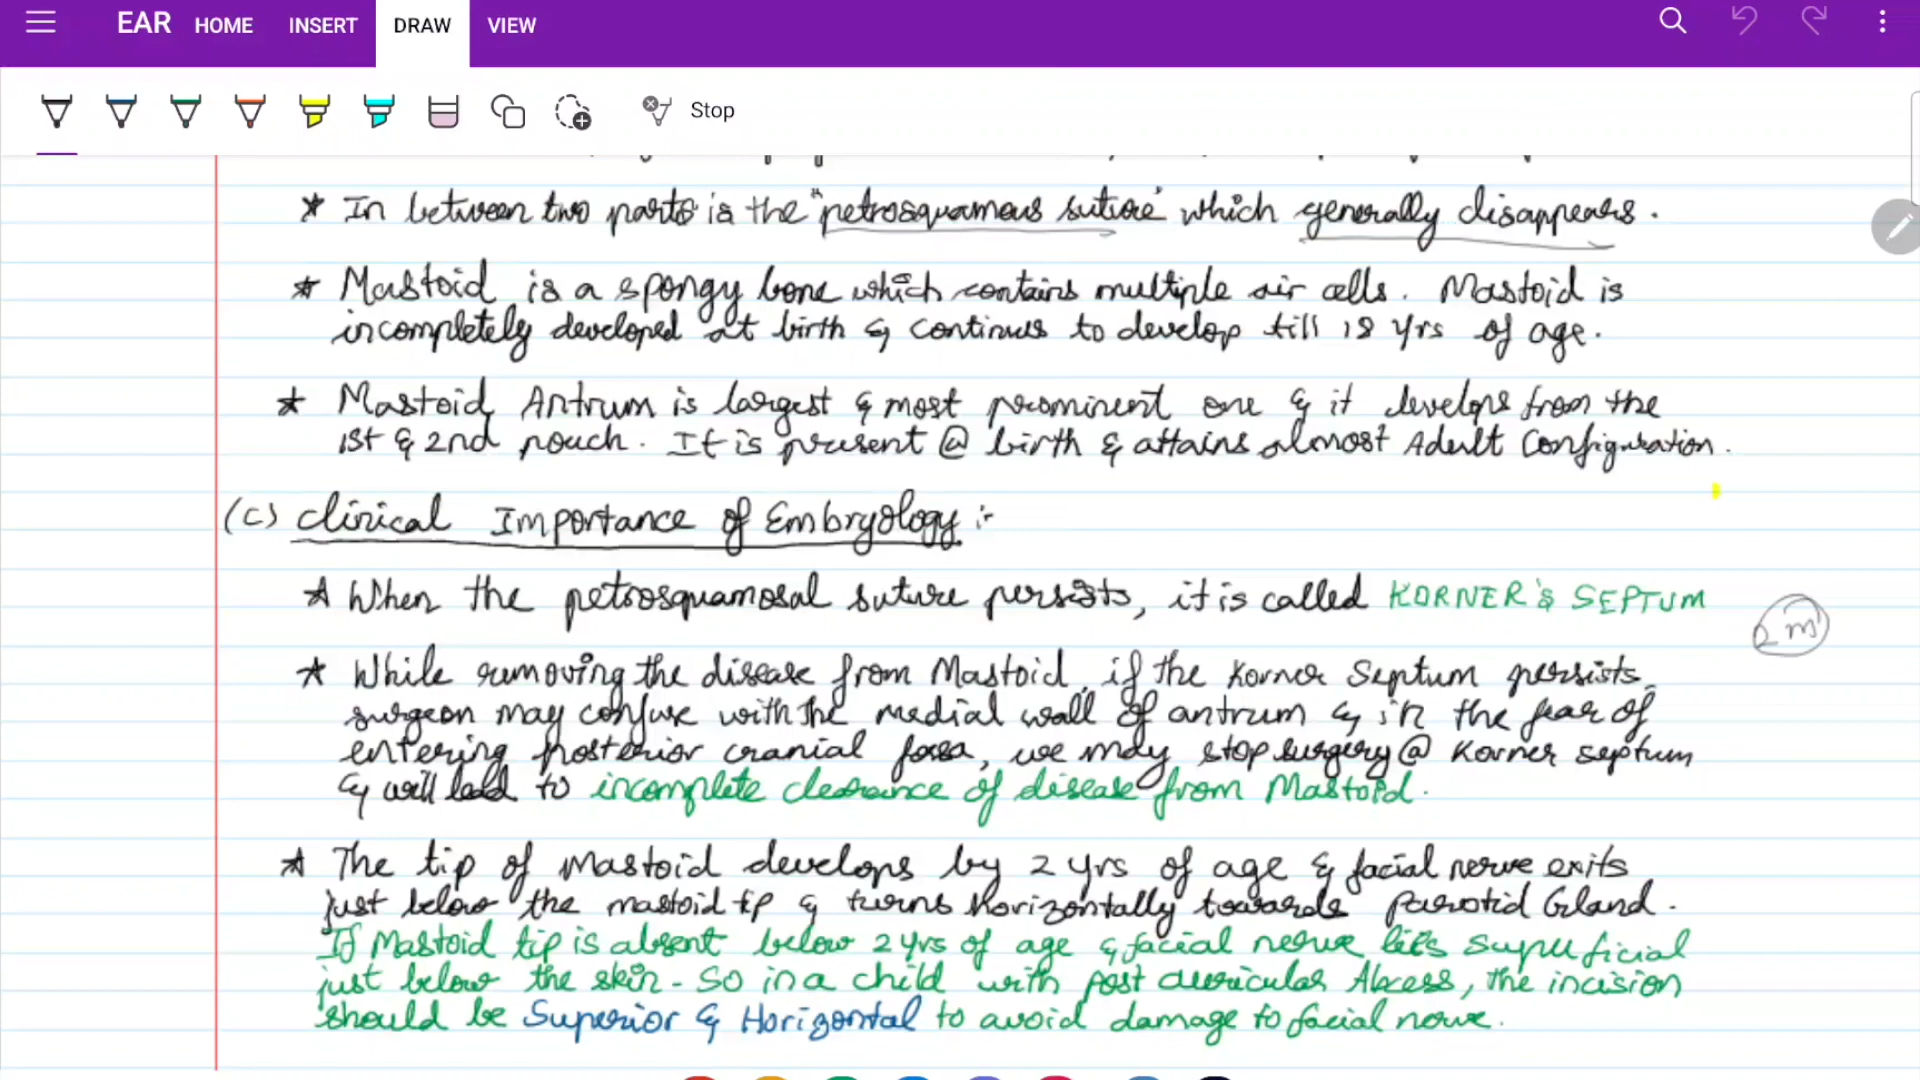 EAR HOME INSERT DRAW VIEW
Stop
★ In between two parts is the "petrosquamous suture" which generally disappears.
★ Mastoid is a spongy bone which contains multiple air cells. Mastoid is
incompletely developed at birth & continues to develop till 18 yrs of age.
★ Mastoid Antrum is largest & most prominent one & it develops from the
1st & 2nd pouch. It is present @ birth & attains almost Adult Configuration.
(C) Clinical Importance of Embryology :-
★ When the petrosquamosal suture persists, it is called KORNER'S SEPTUM
2 m
★ While removing the disease from Mastoid, if the Korner Septum persists,
surgeon may confuse with the medial wall of antrum & in the fear of
entering posterior cranial fossa, we may stop surgery @ Korner septum
& will lead to incomplete clearance of disease from Mastoid.
★ The tip of Mastoid develops by 2 yrs of age & facial nerve exits
just below the mastoid tip & turns Horizontally towards Parotid Gland.
If Mastoid tip is absent below 2 yrs of age & facial nerve lies superficial
just below the skin - So in a child with post auricular Abcess, the incision
should be Superior & Horizontal to avoid damage to facial nerve.